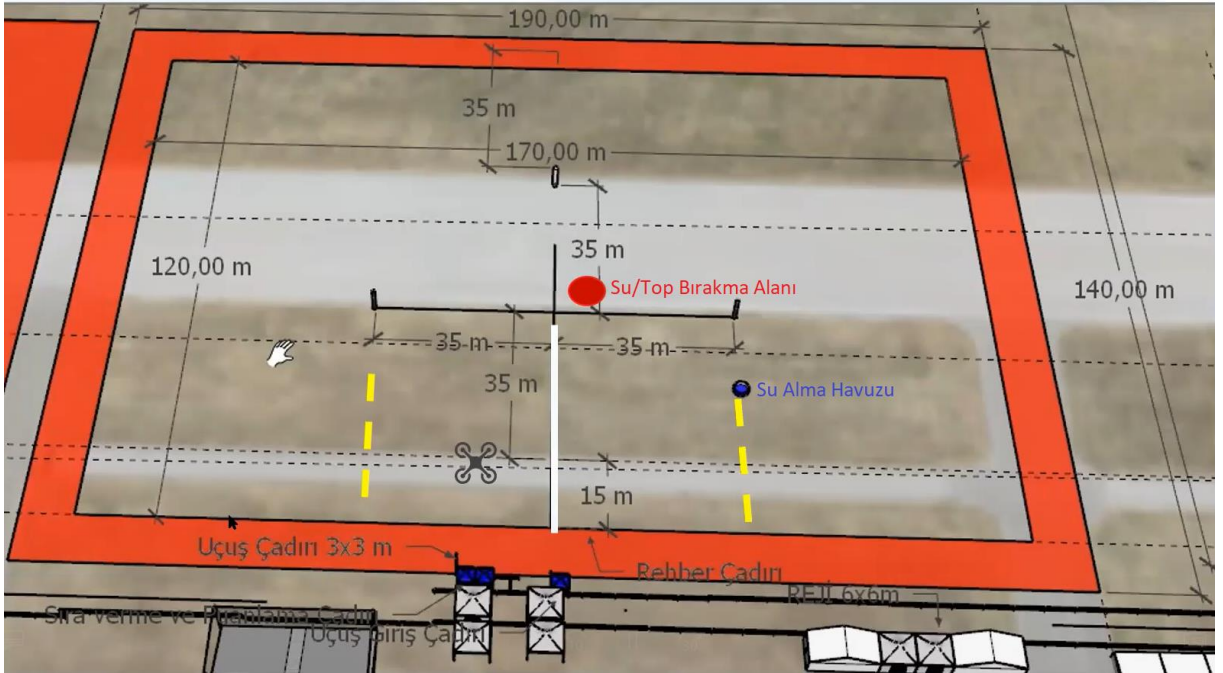 190,00 m
35 m
170,00 m
35 m
120,00 m
Su/Top Bırakma Alanı
140,00 m
35 m
35 m
35 m
Su Alma Havuzu
15 m
Uçuş Çadırı 3x3 m
Rehber Çadırı
REJİ 6x6m
Sıra verme ve Puanlama Çadırı
Uçuş Giriş Çadırı